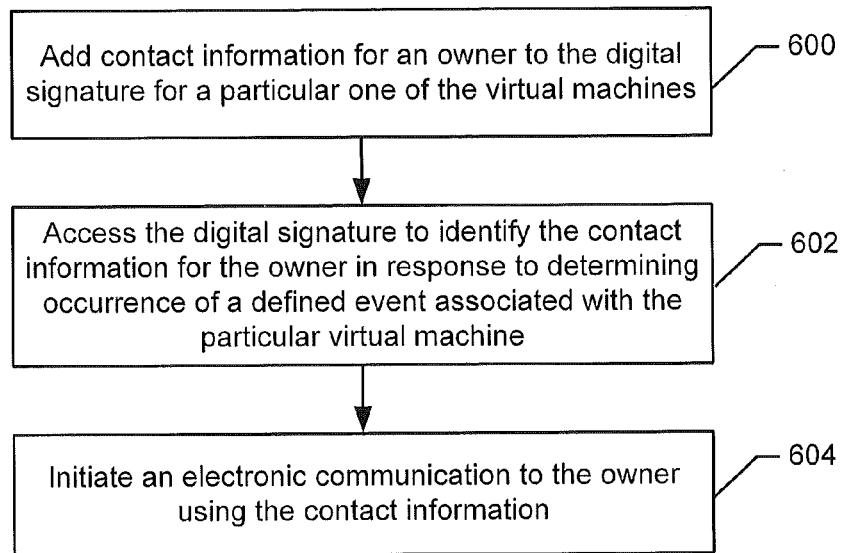 Add contact information for an owner to the digital
signature for a particular one of the virtual machines
600
Access the digital signature to identify the contact
information for the owner in response to determining
occurrence of a defined event associated with the
particular virtual machine
602
Initiate an electronic communication to the owner
using the contact information
604